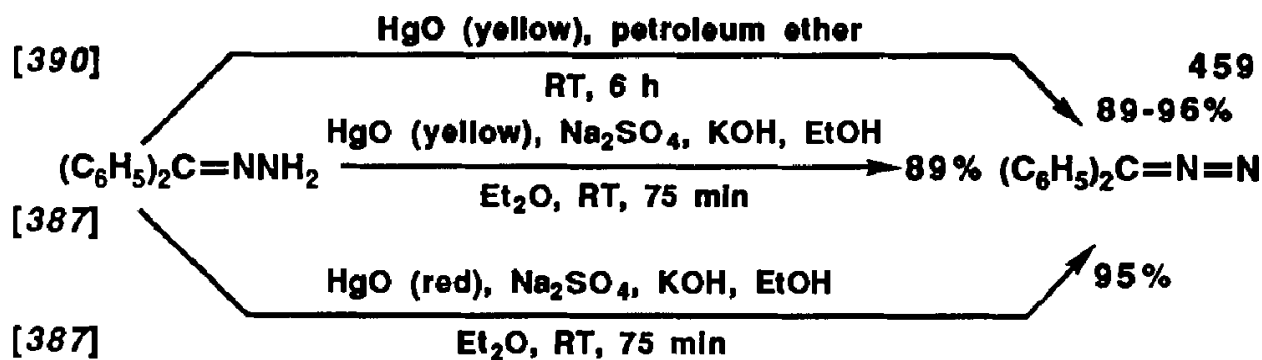 HgO (yellow), petroleum ether
[390]
459
RT, 6 h
89-96%
HgO (yellow), Na₂SO₄, KOH, EtOH
(C₆H₅)₂C=NNH₂
89% (C₆H₅)₂C=N=N
Et₂O, RT, 75 min
[387]
HgO (red), Na₂SO₄, KOH, EtOH
95%
[387]
Et₂O, RT, 75 min